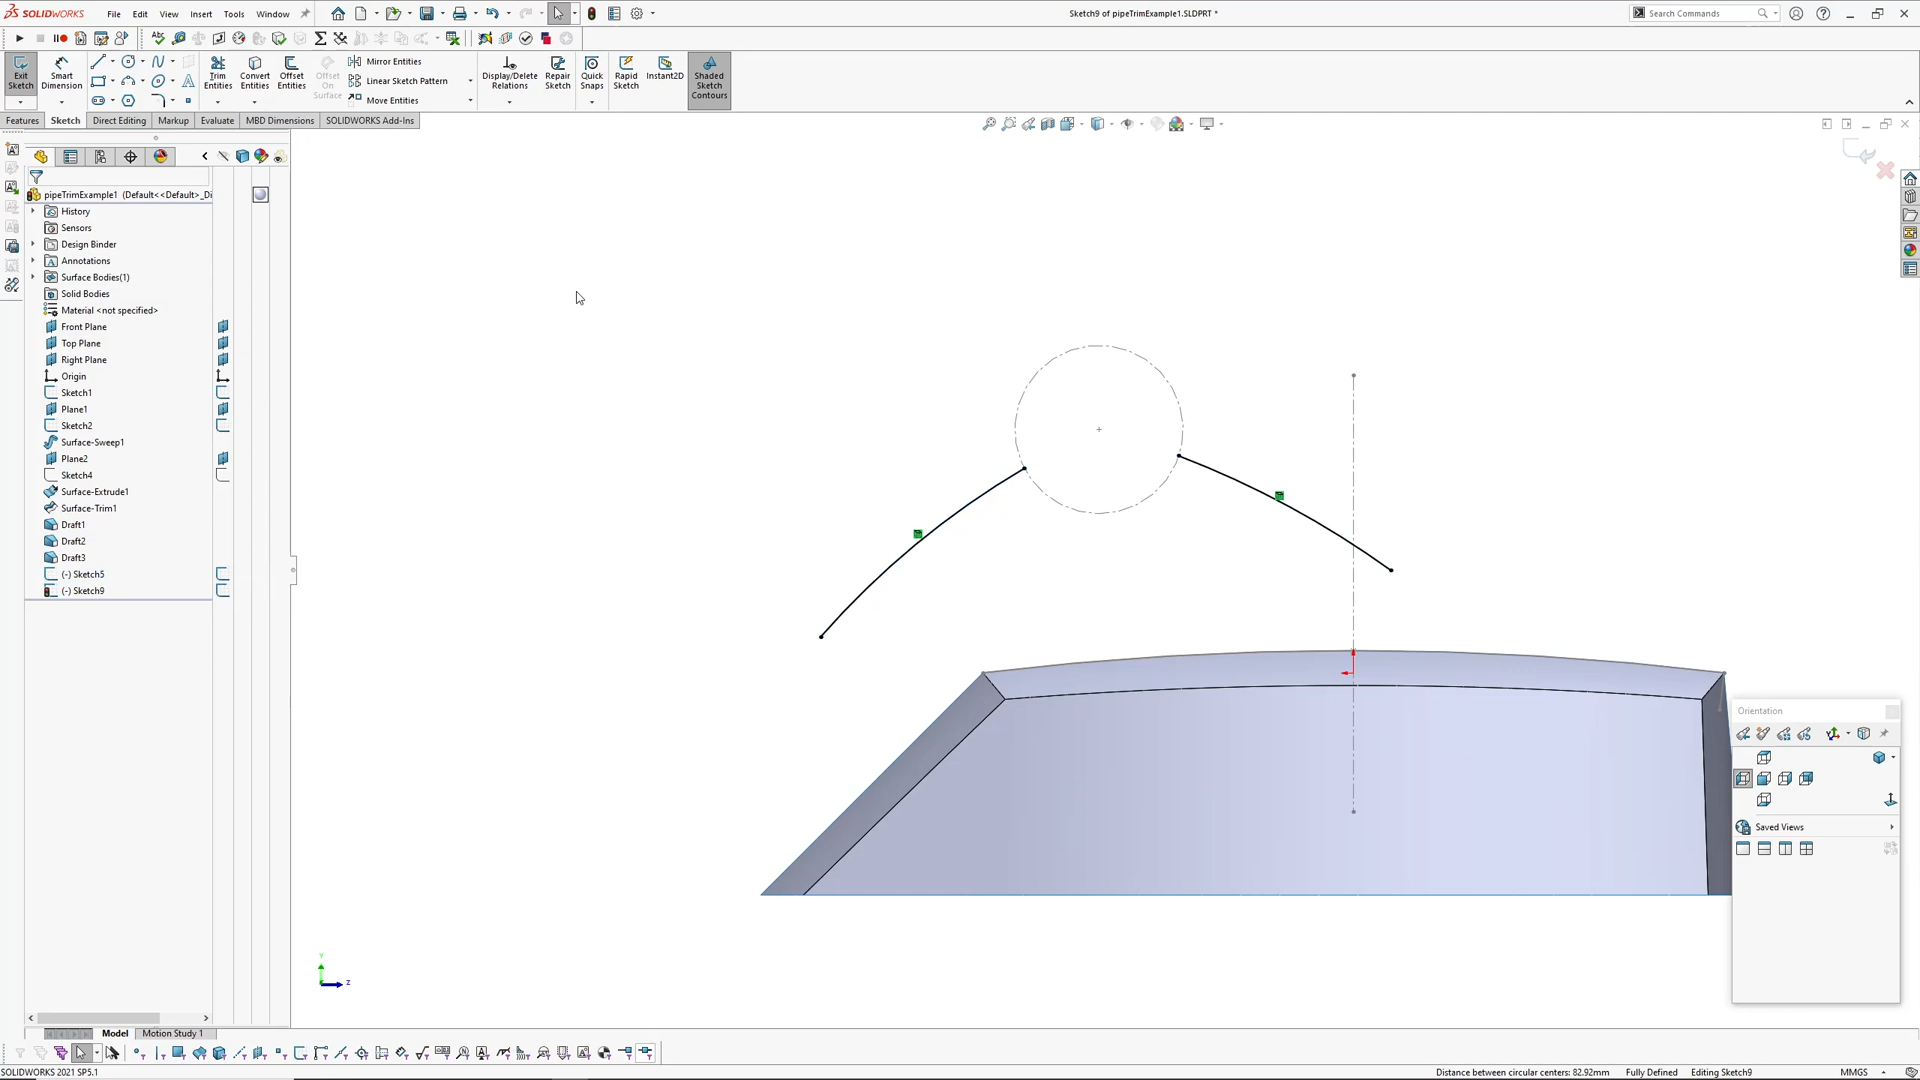 SOLIDWORKS File Edit View Insert Tools Window Sketch9 of pipeTrimExample1.SLDPRT * Search Commands
Exit Sketch
Smart Dimension
Trim Entities
Convert Entities
Offset Entities
Offset On Surface
Mirror Entities
Linear Sketch Pattern
Move Entities
Display/Delete Relations
Repair Sketch
Quick Snaps
Rapid Sketch
Instant2D
Shaded Sketch Contours
Features Sketch Direct Editing Markup Evaluate MBD Dimensions SOLIDWORKS Add-Ins
pipeTrimExample1 (Default<<Default>_Di
History
Sensors
Design Binder
Annotations
Surface Bodies(1)
Solid Bodies
Material <not specified>
Front Plane
Top Plane
Right Plane
Origin
Sketch1
Plane1
Sketch2
Surface-Sweep1
Plane2
Sketch4
Surface-Extrude1
Surface-Trim1
Draft1
Draft2
Draft3
(-) Sketch5
(-) Sketch9
Orientation
Saved Views
Y
Z
Model Motion Study 1
SOLIDWORKS 2021 SP5.1 Distance between circular centers: 82.92mm Fully Defined Editing Sketch9 MMGS